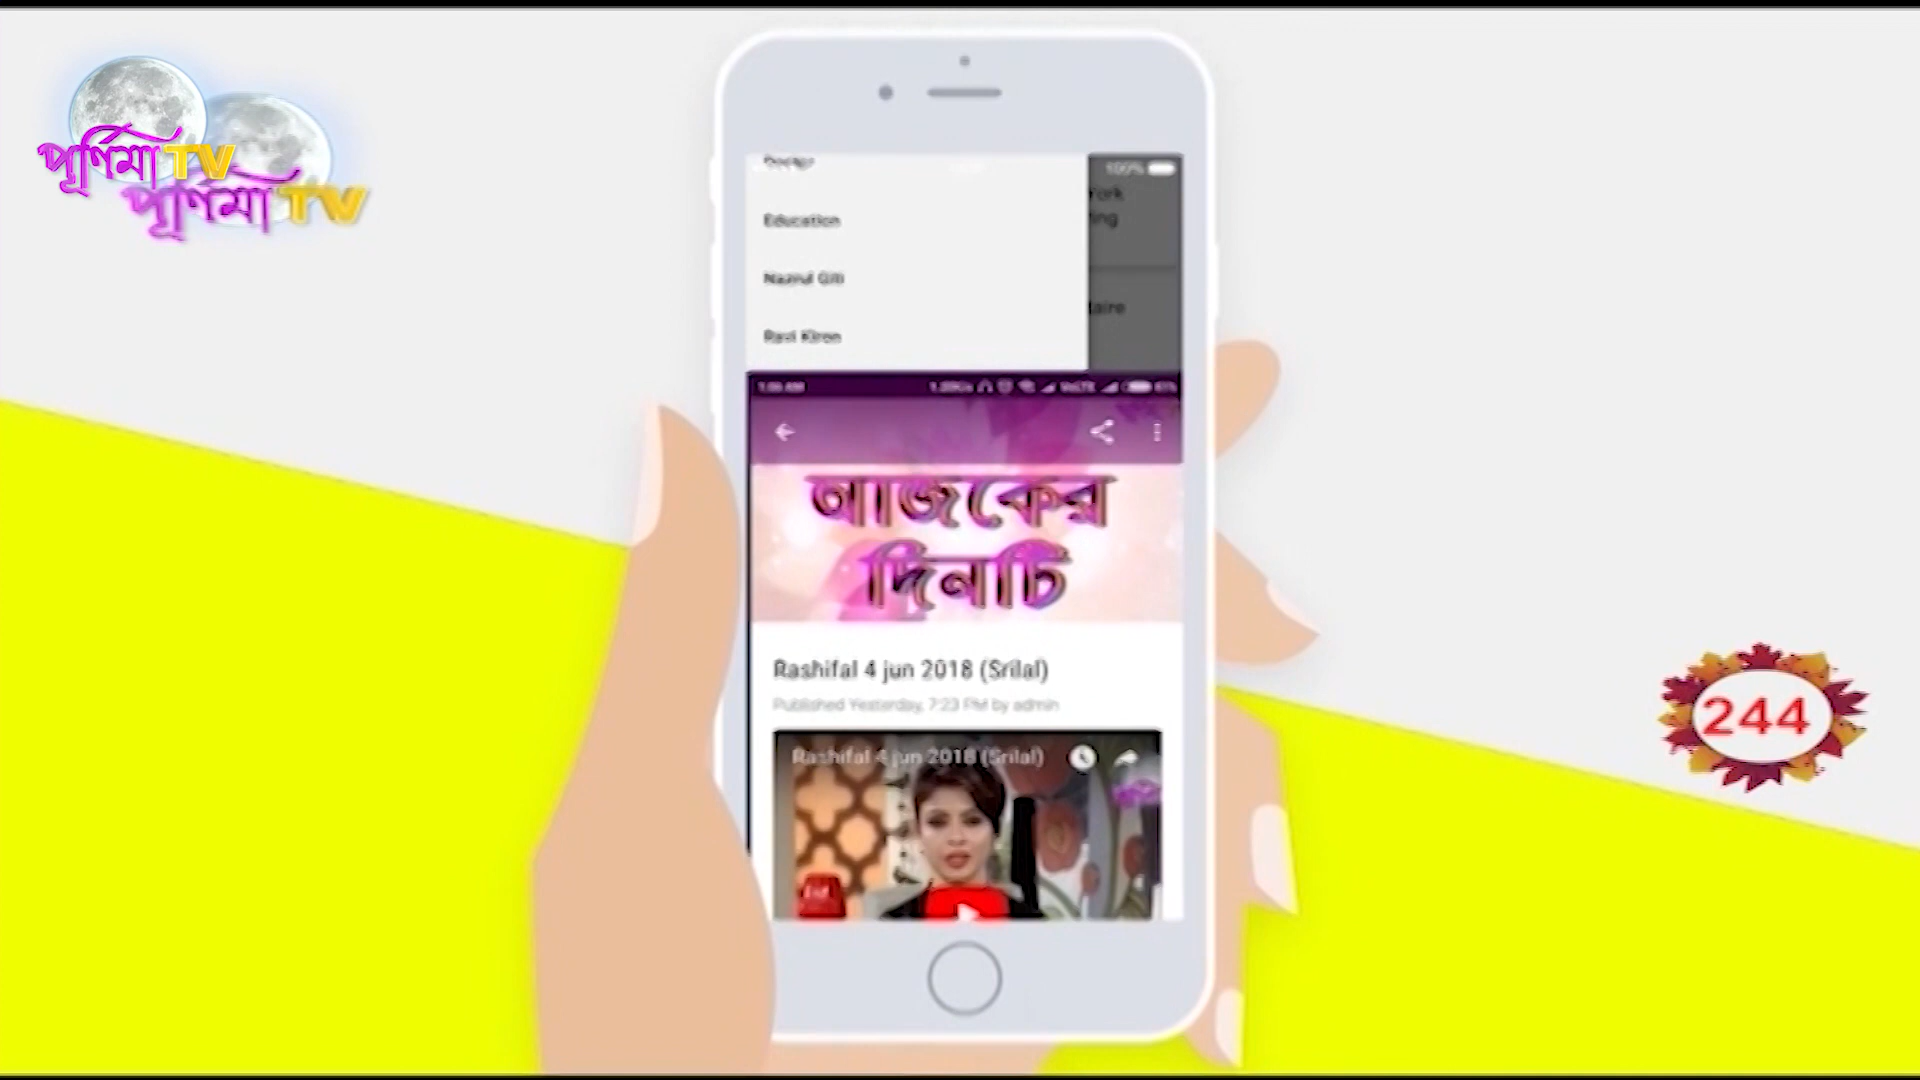 পূর্ণিমা TV
পূর্ণিমা TV
100%
Education
Nazrul Giti
Ravi Kiron
আজকের
দিনটি
Rashifal 4 jun 2018 (Srilal)
Published Yesterday, 7:23 PM by admin
Rashifal 4 jun 2018 (Srilal)
244